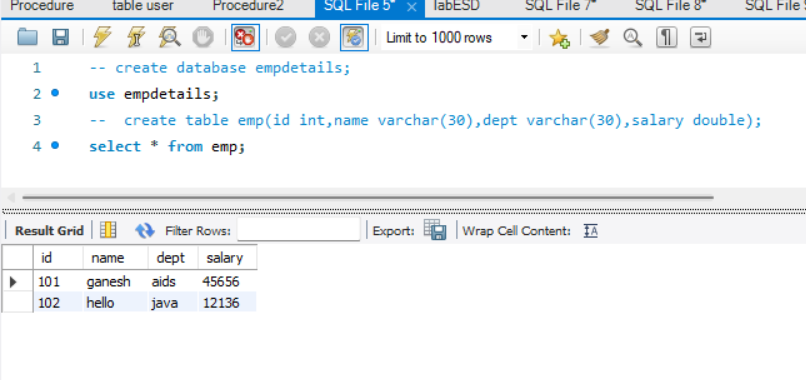 Procedure table user Procedure2 SQL File 5* × labESD SQL File 7* SQL File 8* SQL File
Limit to 1000 rows
1 -- create database empdetails;
2 use empdetails;
3 -- create table emp(id int,name varchar(30),dept varchar(30),salary double);
4 select * from emp;
Result Grid Filter Rows: Export: Wrap Cell Content: IA
id name dept salary
101 ganesh aids 45656
102 hello java 12136